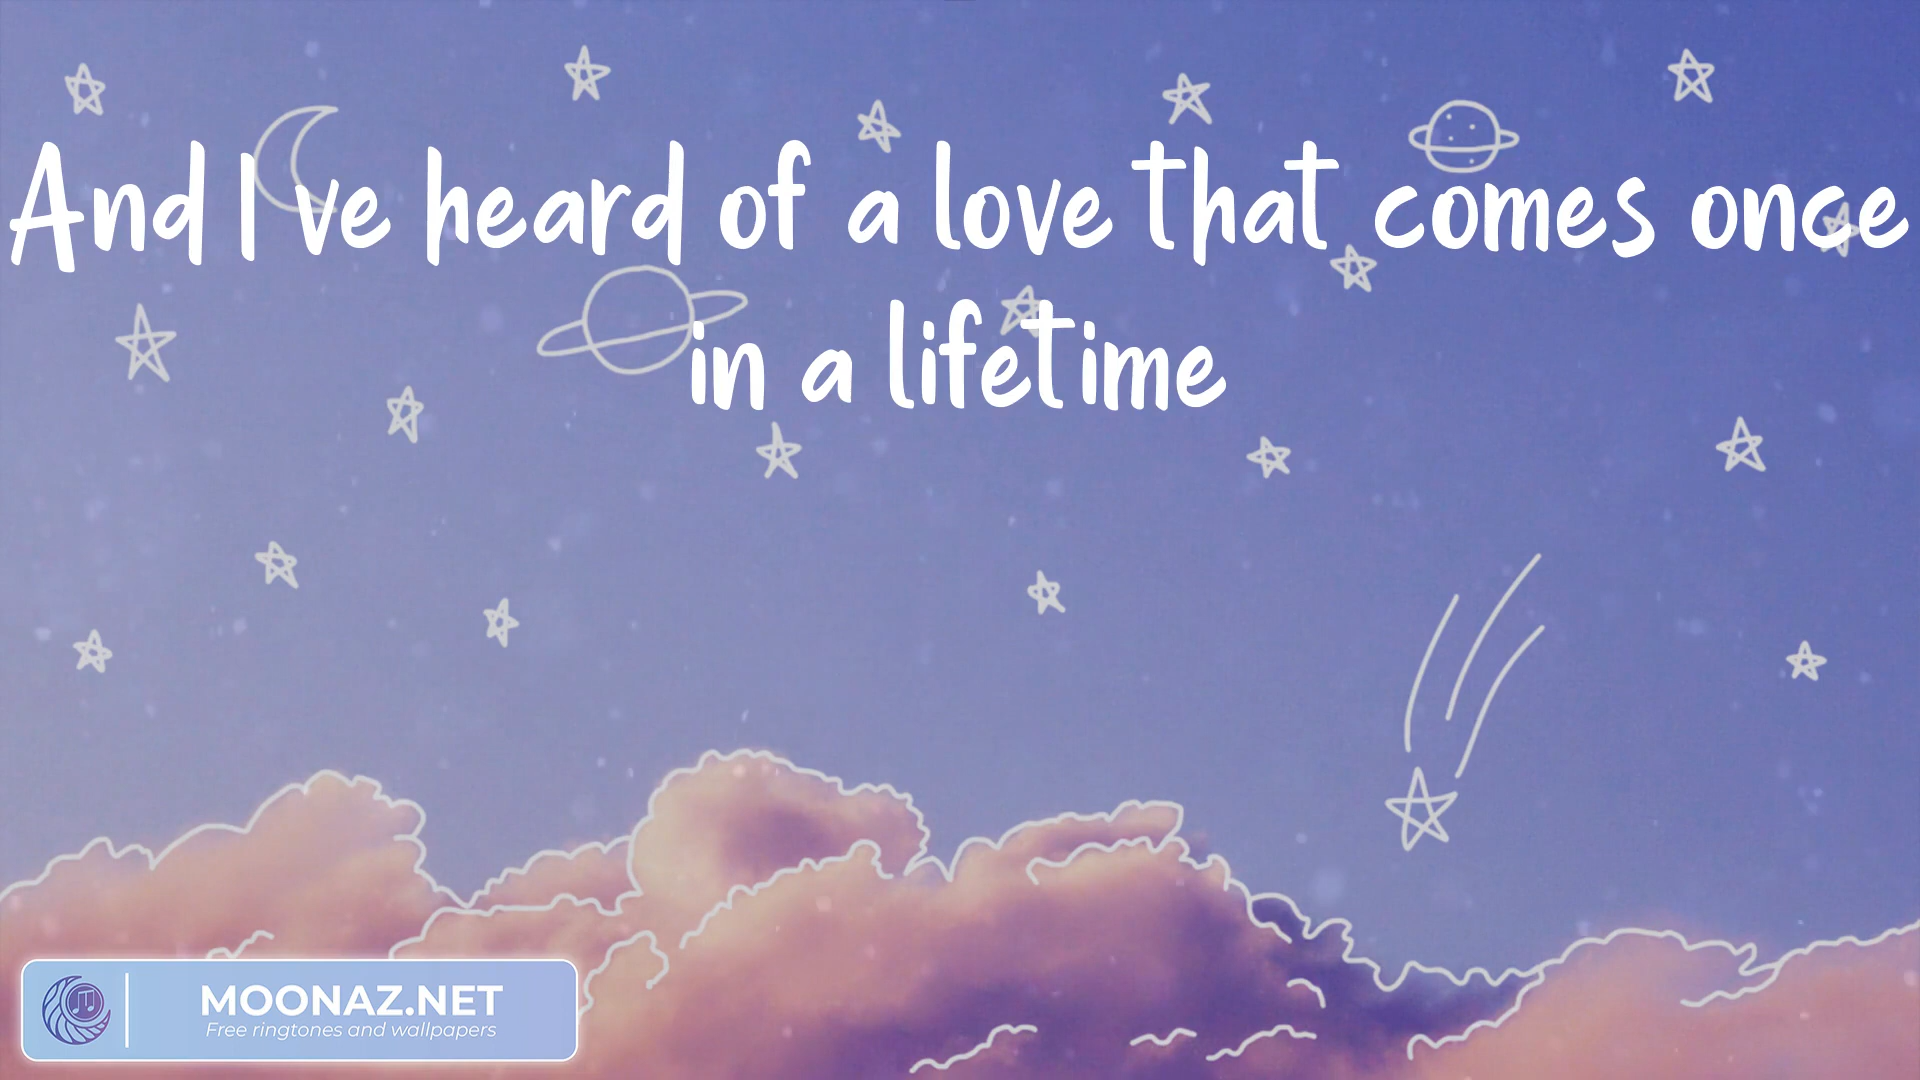 And I ve heard of a love that comes once
in a lifetime
MOONAZ.NET
Free ringtones and wallpapers